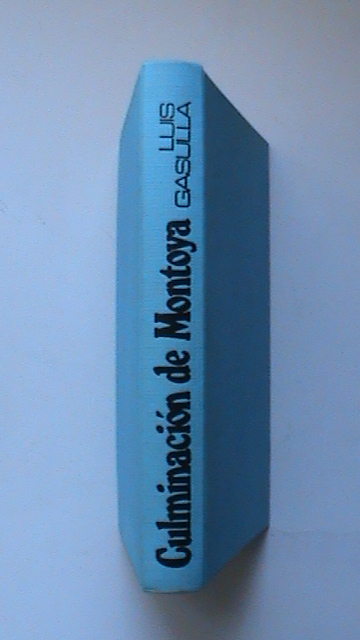 Culminación de Montoya
LUIS
GASULLA